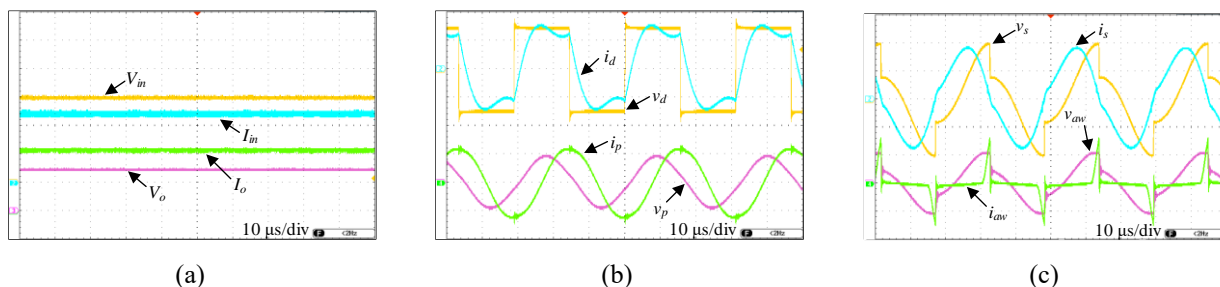 V_in
I_in
I_o
V_o
10 µs/div
F
(a)
i_d
v_d
i_p
v_p
10 µs/div
F
(b)
v_s
i_s
v_aw
i_aw
10 µs/div
F
(c)